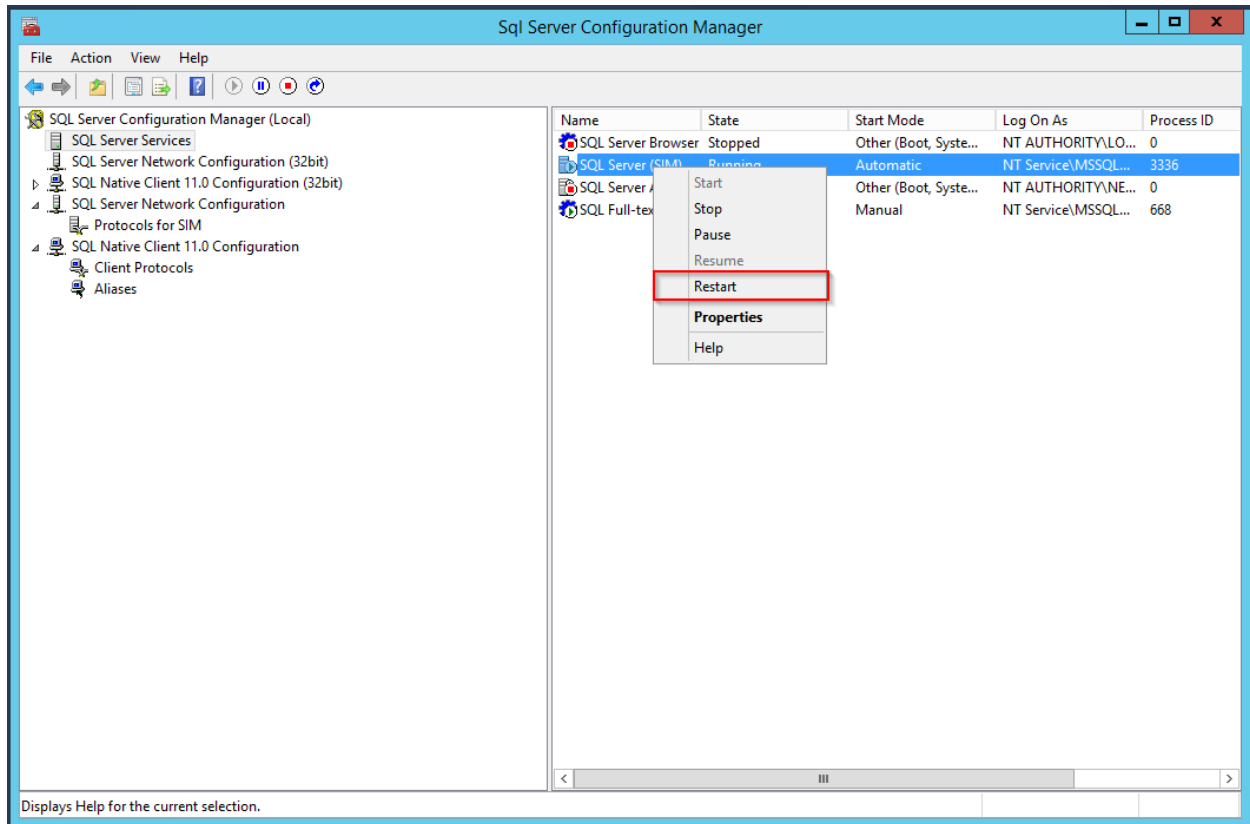 Sql Server Configuration Manager
File Action View Help
SQL Server Configuration Manager (Local)
SQL Server Services
SQL Server Network Configuration (32bit)
SQL Native Client 11.0 Configuration (32bit)
SQL Server Network Configuration
Protocols for SIM
SQL Native Client 11.0 Configuration
Client Protocols
Aliases
Name State Start Mode Log On As Process ID
SQL Server Browser Stopped Other (Boot, Syste... NT AUTHORITY\LO... 0
SQL Server (SIM) Running Automatic NT Service\MSSQL... 3336
SQL Server A Other (Boot, Syste... NT AUTHORITY\NE... 0
SQL Full-tex Manual NT Service\MSSQL... 668
Start
Stop
Pause
Resume
Restart
Properties
Help
Displays Help for the current selection.